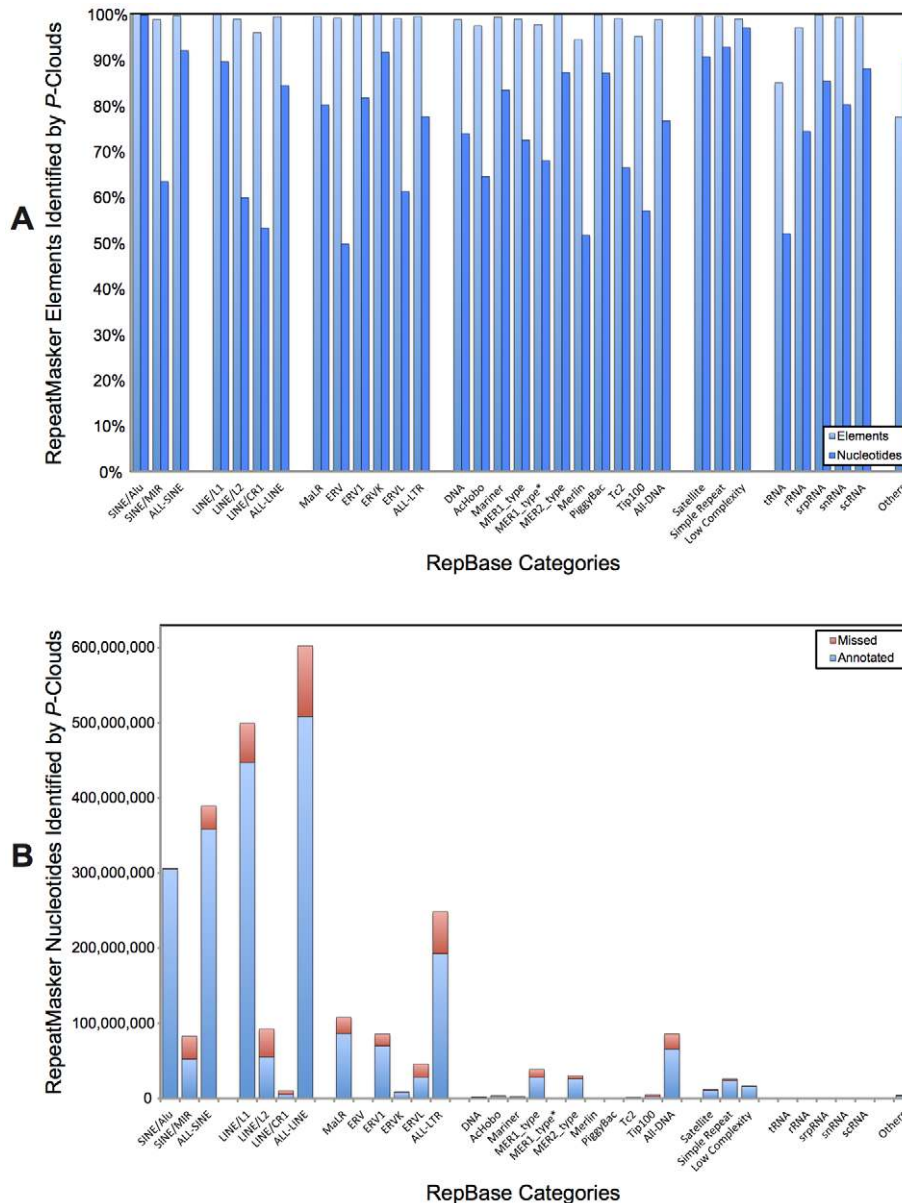 A
RepeatMasker Elements Identified by P-Clouds
100%
90%
80%
70%
60%
50%
40%
30%
20%
10%
0%
Elements
Nucleotides
SINE/Alu
SINE/MIR
ALL-SINE
LINE/L1
LINE/L2
LINE/CR1
ALL-LINE
MaLR
ERV
ERV1
ERVK
ERVL
ALL-LTR
DNA
AcHobo
Mariner
MER1_type
MER1_type*
MER2_type
Merlin
PiggyBac
Tc2
Tip100
All-DNA
Satellite
Simple Repeat
Low Complexity
tRNA
rRNA
srpRNA
snRNA
scRNA
Others
RepBase Categories
B
RepeatMasker Nucleotides Identified by P-Clouds
600,000,000
500,000,000
400,000,000
300,000,000
200,000,000
100,000,000
0
Missed
Annotated
SINE/Alu
SINE/MIR
ALL-SINE
LINE/L1
LINE/L2
LINE/CR1
ALL-LINE
MaLR
ERV
ERV1
ERVK
ERVL
ALL-LTR
DNA
AcHobo
Mariner
MER1_type
MER1_type*
MER2_type
Merlin
PiggyBac
Tc2
Tip100
All-DNA
Satellite
Simple Repeat
Low Complexity
tRNA
rRNA
srpRNA
snRNA
scRNA
Others
RepBase Categories